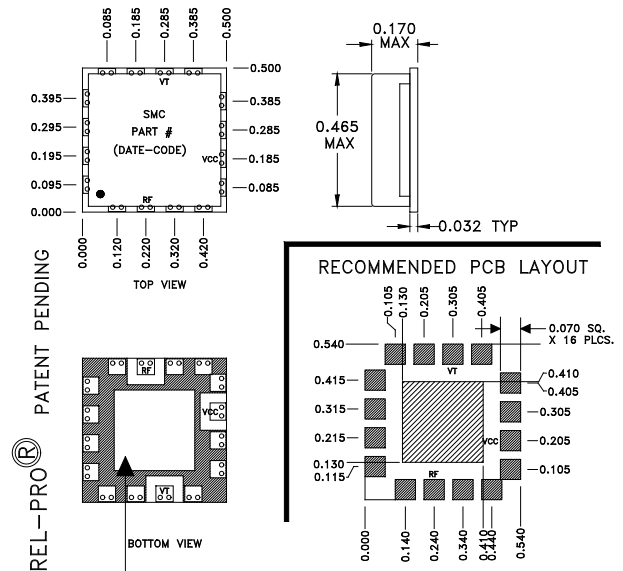 0.085 0.185 0.285 0.385 0.500
0.500
VT
0.395
0.385
SMC
0.295
PART #
0.285
(DATE-CODE)
0.195
VCC
0.185
0.095
0.085
RF
0.000
0.000 0.120 0.220 0.320 0.420
TOP VIEW
0.170
MAX
0.465
MAX
0.032 TYP
REL-PRO® PATENT PENDING
RF
VCC
VT
BOTTOM VIEW
RECOMMENDED PCB LAYOUT
0.105 0.130 0.205 0.305 0.405
0.070 SQ.
X 16 PLCS.
0.540
VT
0.415
0.410
0.405
0.315
0.305
0.215
VCC
0.205
0.130
0.115
0.105
RF
0.000 0.140 0.240 0.340 0.410 0.440 0.540